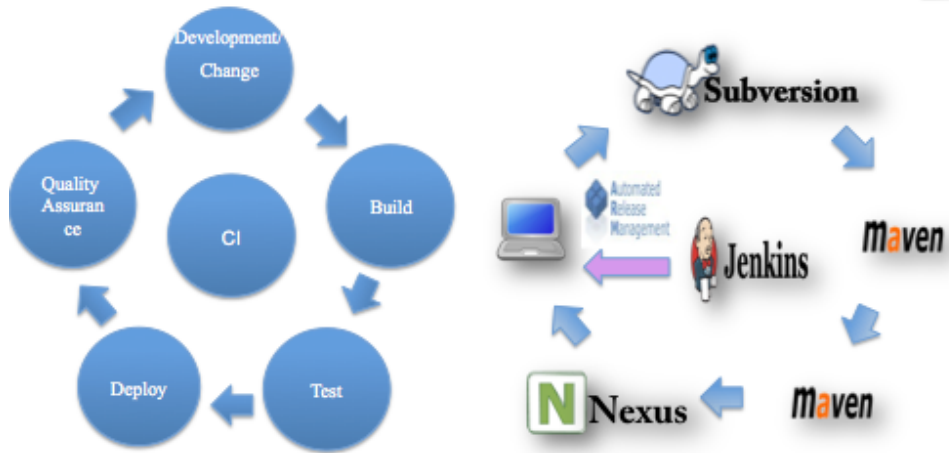 Development/
Change
Quality
Assuran
ce
CI
Build
Deploy
Test
Subversion
Automated
Release
Management
Jenkins
maven
N Nexus
maven